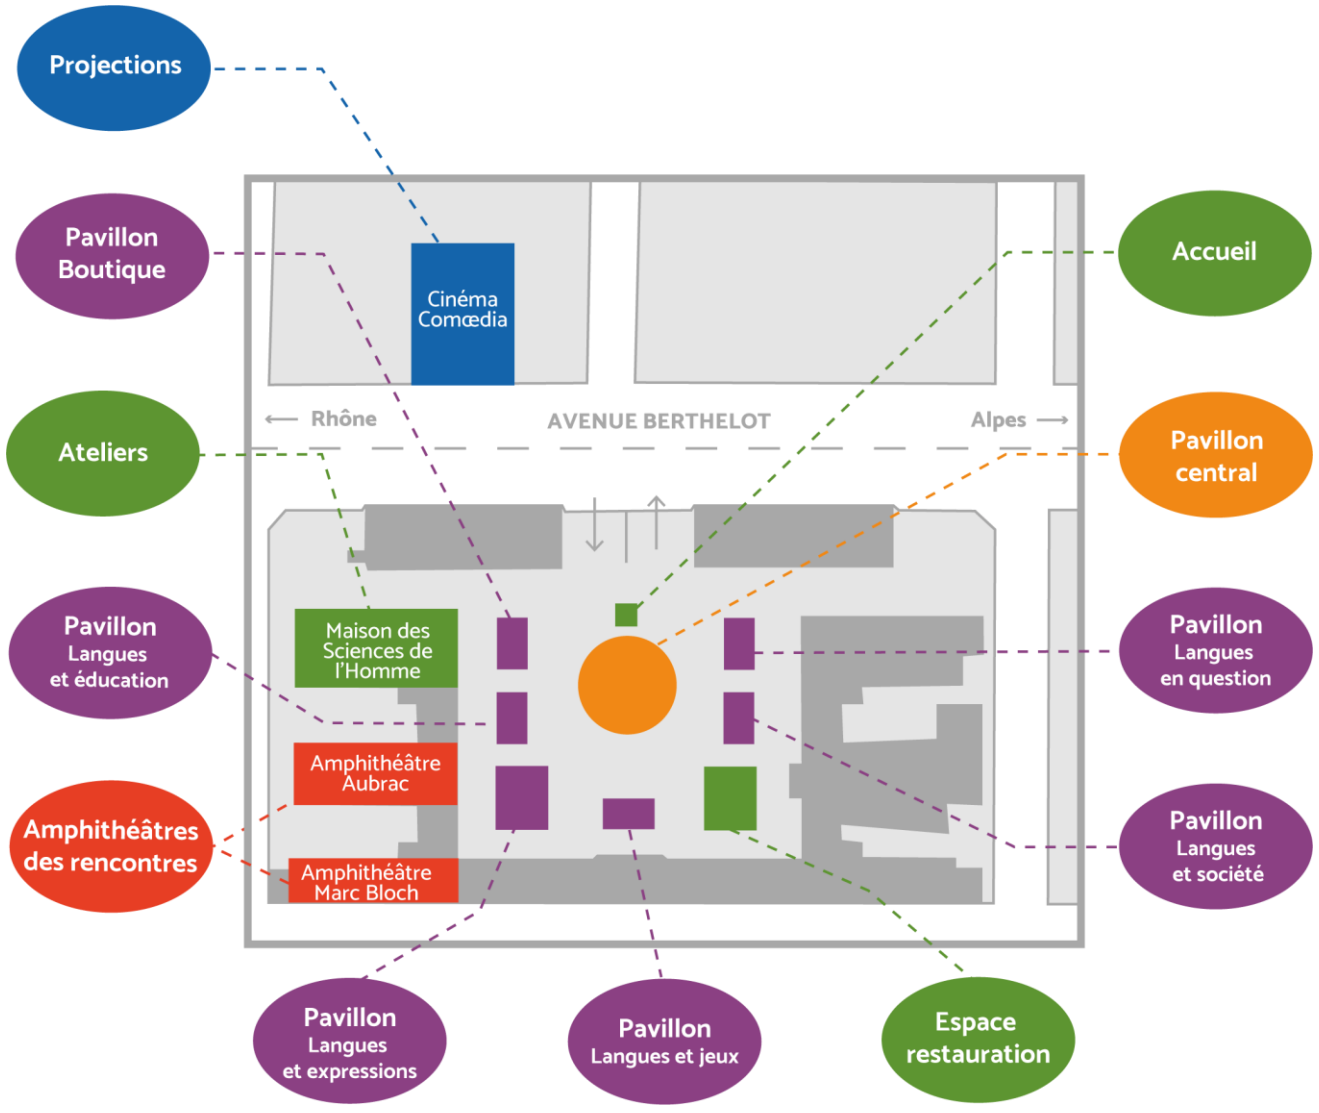 Projections
Pavillon
Boutique
Cinéma
Comœdia
Accueil
← Rhône
AVENUE BERTHELOT
Alpes →
Ateliers
Pavillon
central
Pavillon
Langues
et éducation
Maison des
Sciences de
l'Homme
Pavillon
Langues
en question
Amphithéâtre
Aubrac
Amphithéâtres
des rencontres
Amphithéâtre
Marc Bloch
Pavillon
Langues
et société
Pavillon
Langues
et expressions
Pavillon
Langues et jeux
Espace
restauration